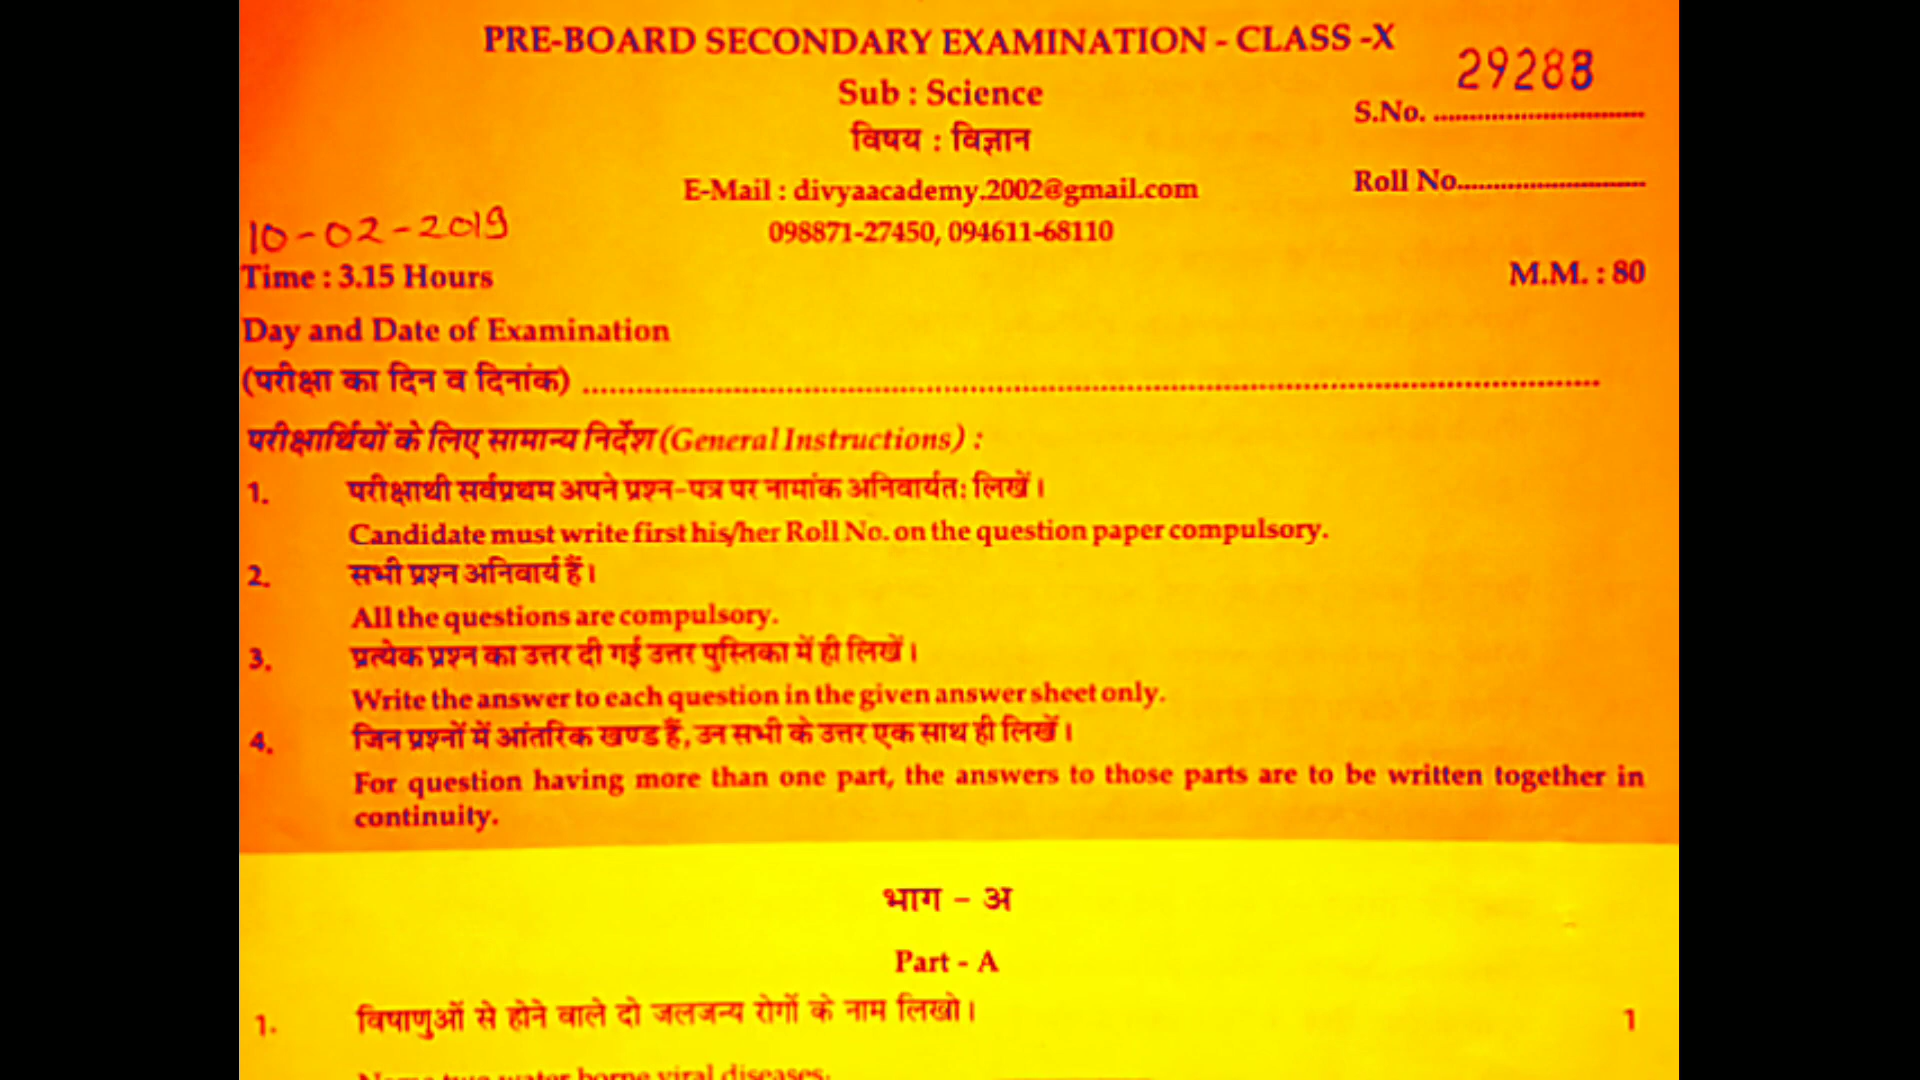 PRE-BOARD SECONDARY EXAMINATION - CLASS -X
29288
Sub : Science
S.No. ..............................
विषय : विज्ञान
Roll No...........................
E-Mail : divyaacademy.2002@gmail.com
10-02-2019
098871-27450, 094611-68110
Time : 3.15 Hours
M.M. : 80
Day and Date of Examination
(परीक्षा का दिन व दिनांक) ..............................
परीक्षार्थियों के लिए सामान्य निर्देश (General Instructions) :
1. परीक्षाथी सर्वप्रथम अपने प्रश्न-पत्र पर नामांक अनिवार्यत: लिखें।
Candidate must write first his/her Roll No. on the question paper compulsory.
2. सभी प्रश्न अनिवार्य हैं।
All the questions are compulsory.
3. प्रत्येक प्रश्न का उत्तर दी गई उत्तर पुस्तिका में ही लिखें।
Write the answer to each question in the given answer sheet only.
4. जिन प्रश्नों में आंतरिक खण्ड हैं, उन सभी के उत्तर एक साथ ही लिखें।
For question having more than one part, the answers to those parts are to be written together in
continuity.
भाग - अ
Part - A
1. विषाणुओं से होने वाले दो जलजन्य रोगों के नाम लिखो। 1
Name two water borne viral diseases.